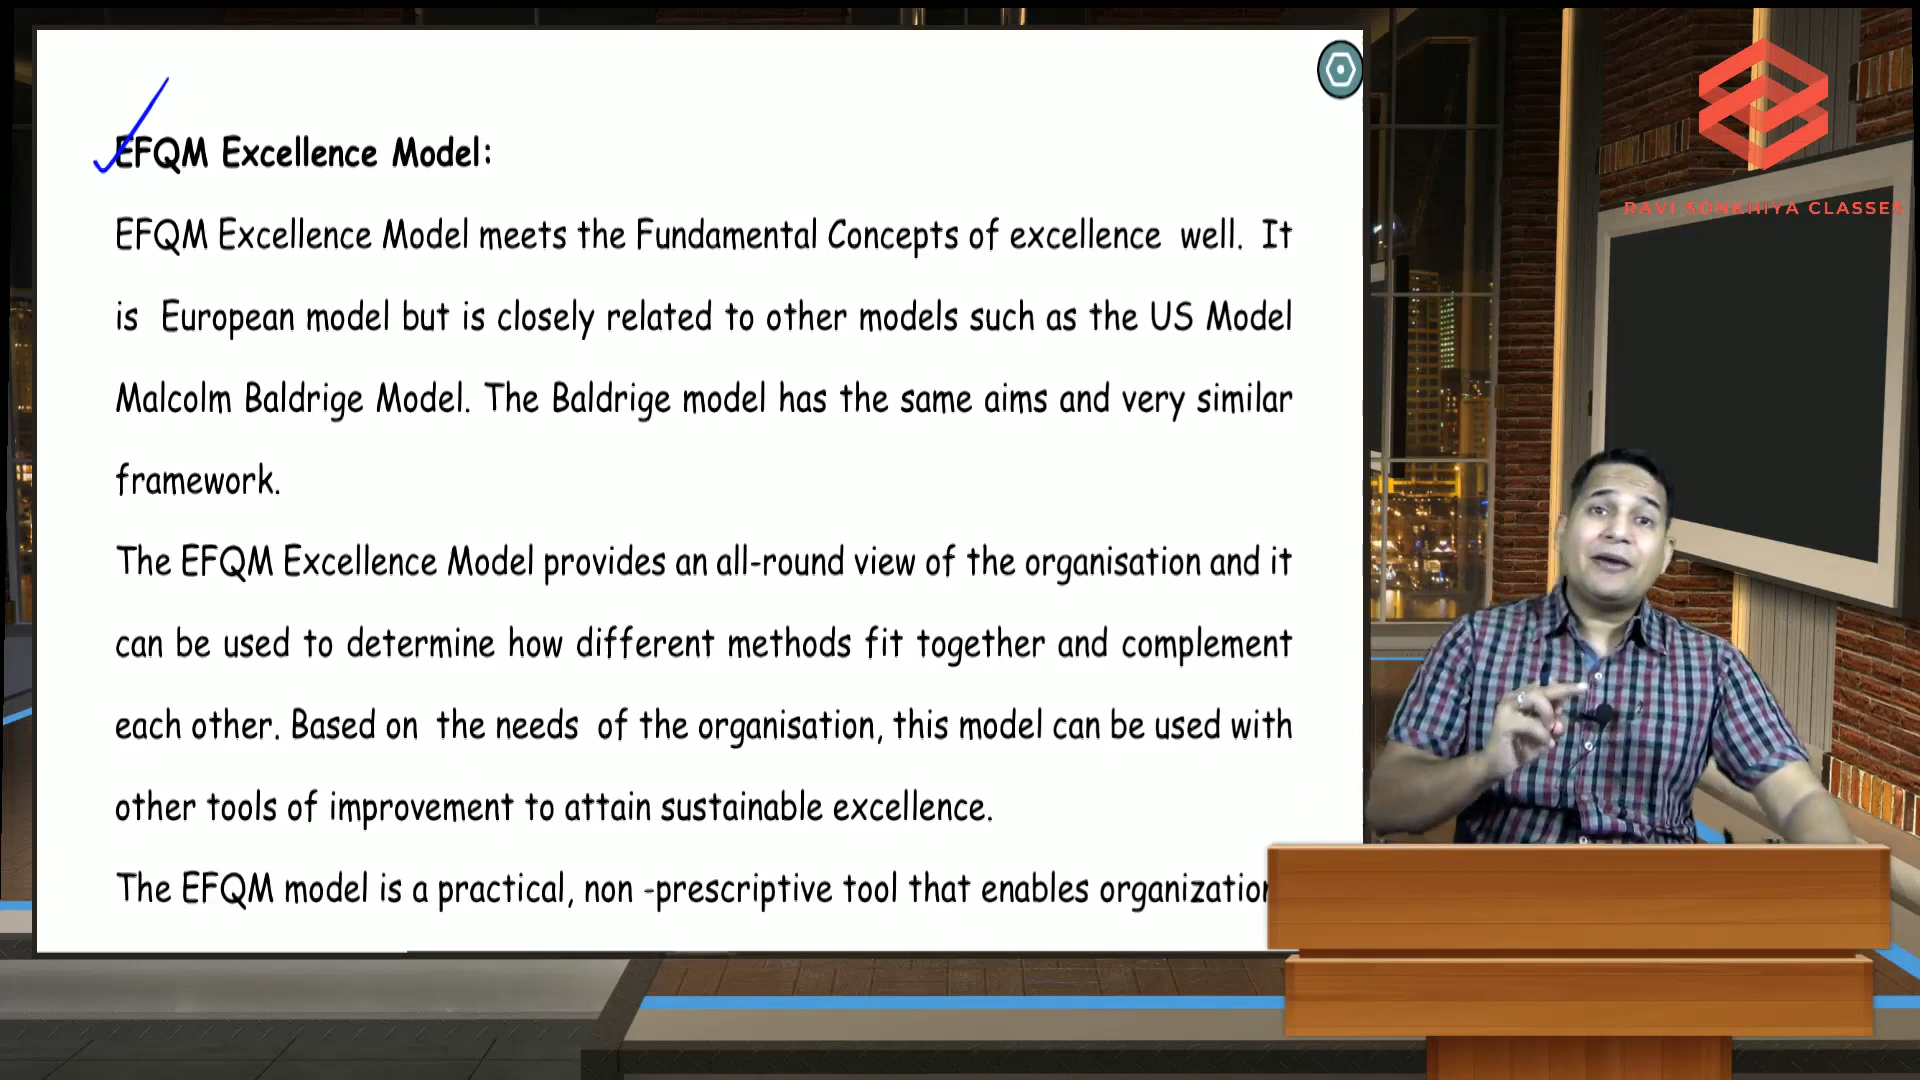 EFQM Excellence Model:
EFQM Excellence Model meets the Fundamental Concepts of excellence well. It
is European model but is closely related to other models such as the US Model
Malcolm Baldrige Model. The Baldrige model has the same aims and very similar
framework.
The EFQM Excellence Model provides an all-round view of the organisation and it
can be used to determine how different methods fit together and complement
each other. Based on the needs of the organisation, this model can be used with
other tools of improvement to attain sustainable excellence.
The EFQM model is a practical, non -prescriptive tool that enables organization
RAVI SONKHIYA CLASSES